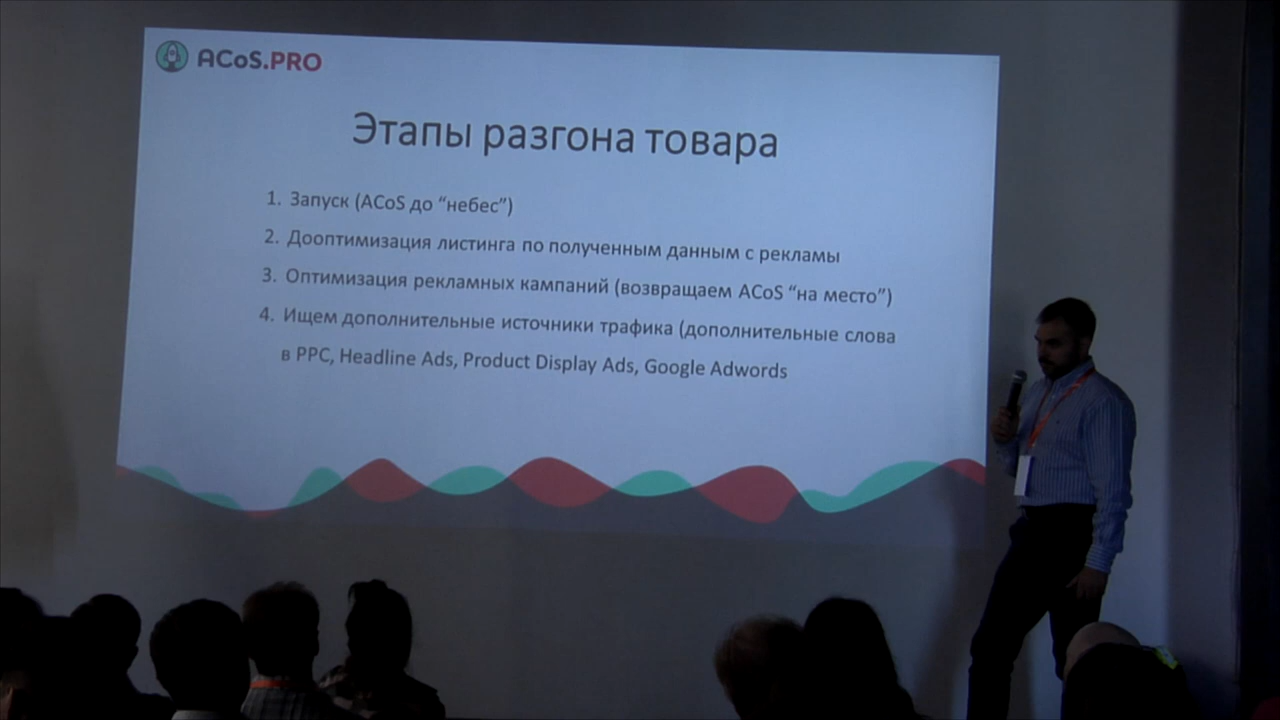 ACoS.PRO
Этапы разгона товара
1. Запуск (ACoS до “небес”)
2. Дооптимизация листинга по полученным данным с рекламы
3. Оптимизация рекламных кампаний (возвращаем ACoS “на место”)
4. Ищем дополнительные источники трафика (дополнительные слова
в PPC, Headline Ads, Product Display Ads, Google Adwords